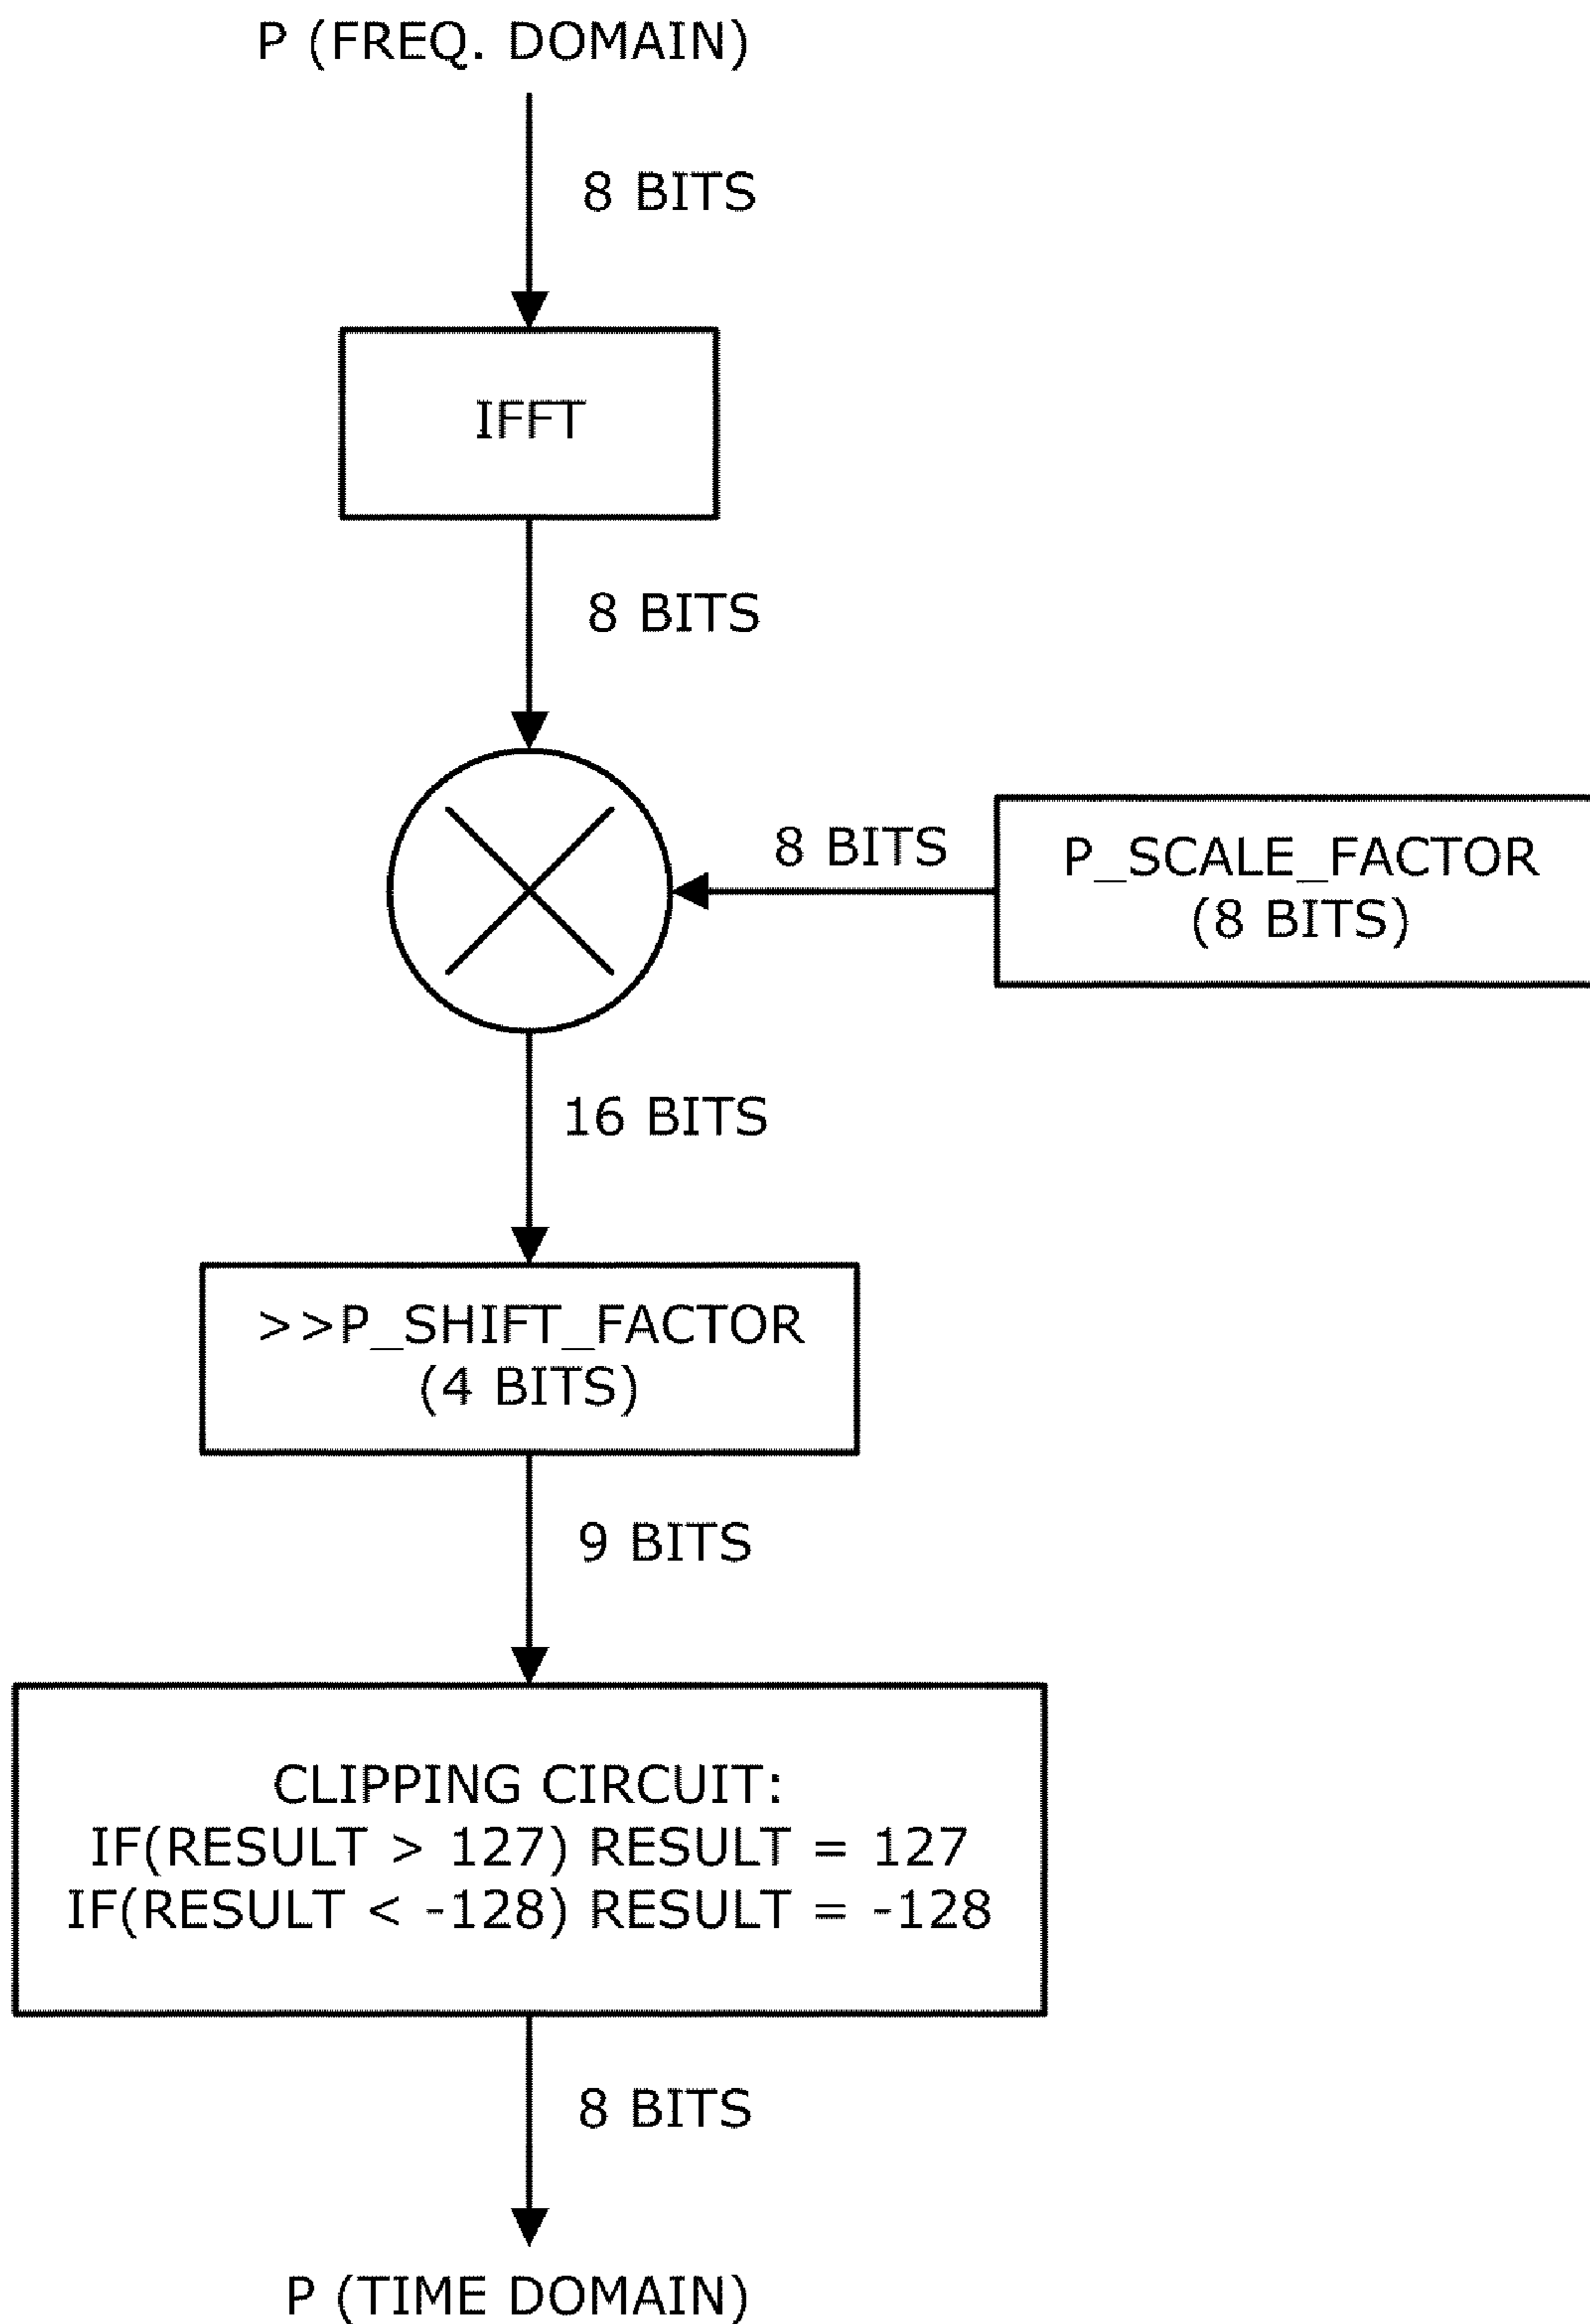 P (FREQ. DOMAIN)
8 BITS
IFFT
8 BITS
8 BITS
P_SCALE_FACTOR
(8 BITS)
16 BITS
>>P_SHIFT_FACTOR
(4 BITS)
9 BITS
CLIPPING CIRCUIT:
IF(RESULT > 127) RESULT = 127
IF(RESULT < -128) RESULT = -128
8 BITS
P (TIME DOMAIN)